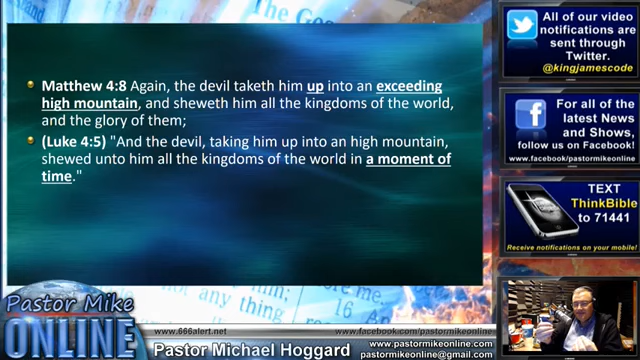 Matthew 4:8 Again, the devil taketh him up into an exceeding
high mountain, and sheweth him all the kingdoms of the world,
and the glory of them;
(Luke 4:5) "And the devil, taking him up into an high mountain,
shewed unto him all the kingdoms of the world in a moment of
time."
All of our video
notifications are
sent through
Twitter.
@kingjamescode
For all of the
latest News
and Shows,
follow us on Facebook!
www.facebook/pastormikeonline
TEXT
ThinkBible
to 71441
Receive notifications on your mobile!
not any thing
16
Pastor Mike
ONLINE
www.666alert.net
www.facebook.com/pastormikeonline
Pastor Michael Hoggard
www.pastormikeonline.com
pastormikeonline@gmail.com